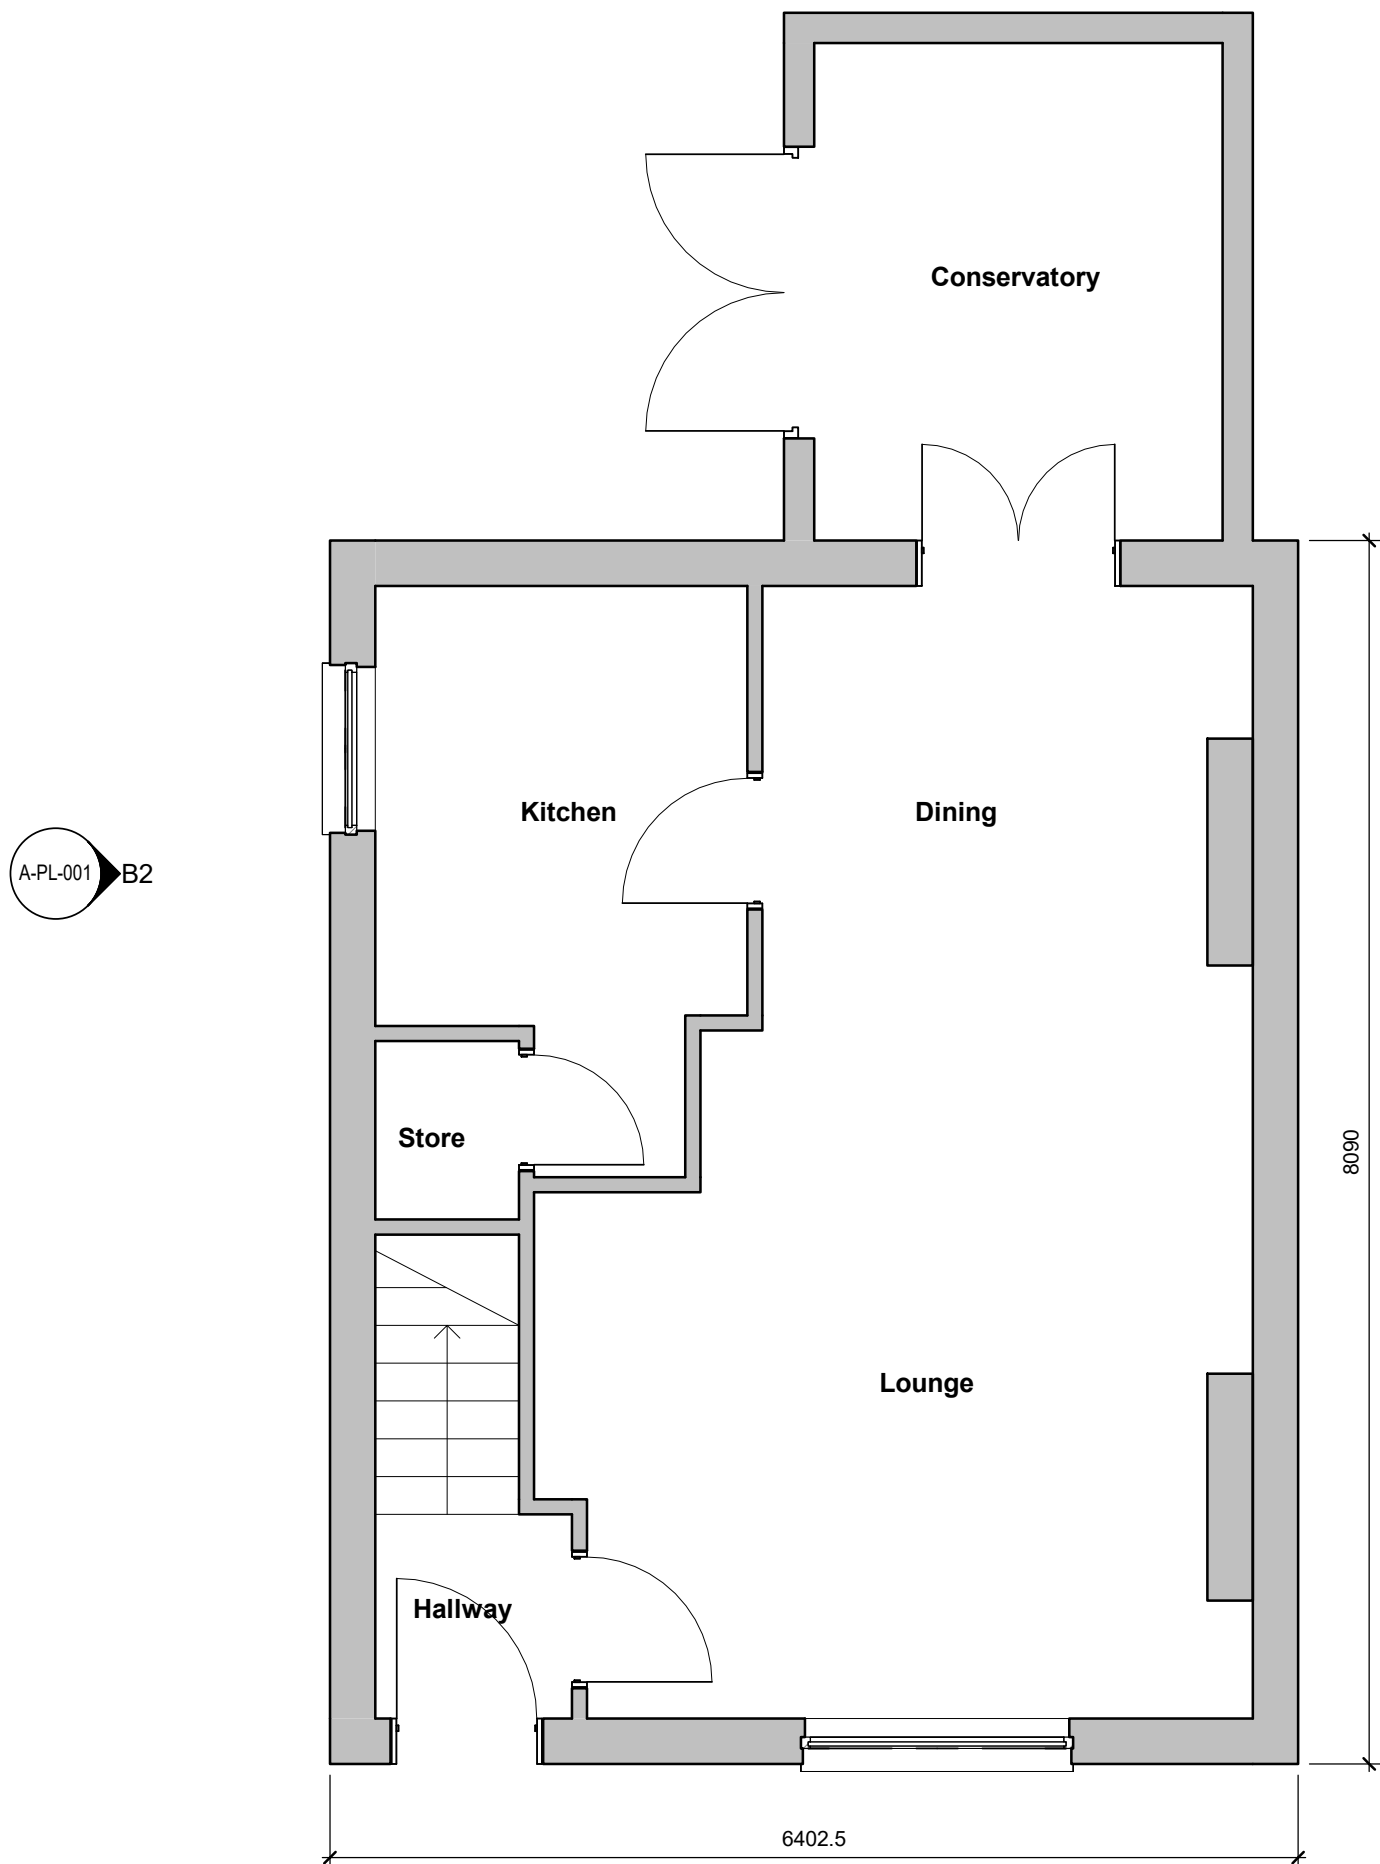 Conservatory
Kitchen
Dining
A-PL-001
B2
Store
8090
Lounge
Hallway
6402.5